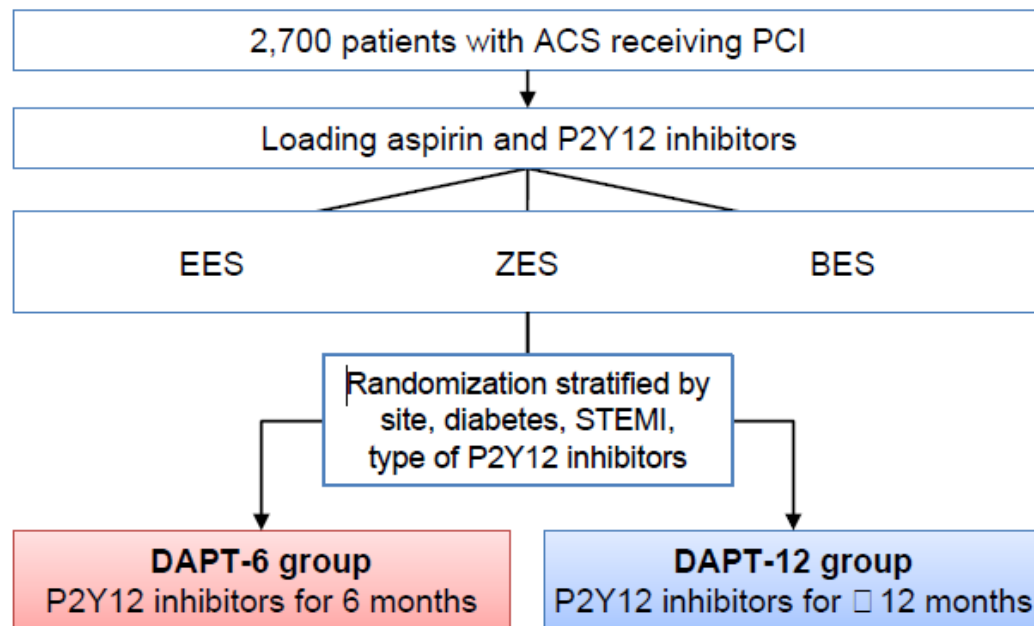 2,700 patients with ACS receiving PCI
Loading aspirin and P2Y12 inhibitors
EES ZES BES
Randomization stratified by
site, diabetes, STEMI,
type of P2Y12 inhibitors
DAPT-6 group
P2Y12 inhibitors for 6 months
DAPT-12 group
P2Y12 inhibitors for □ 12 months